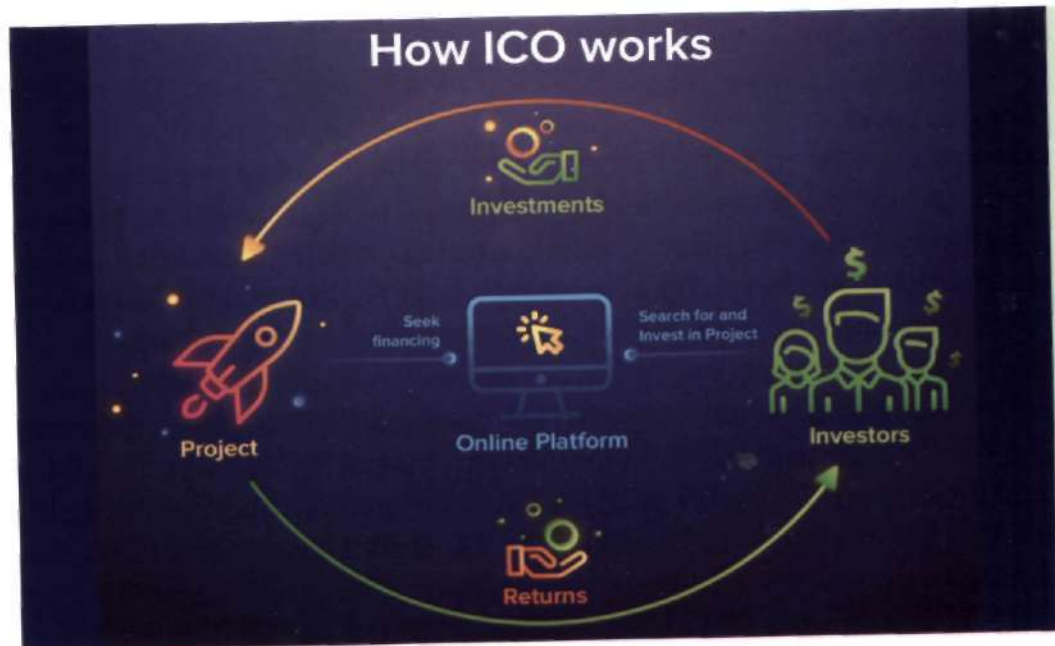 How ICO works
Investments
Seek
financing
Search for and
Invest in Project
Project
Online Platform
Investors
Returns
$
$
$
$